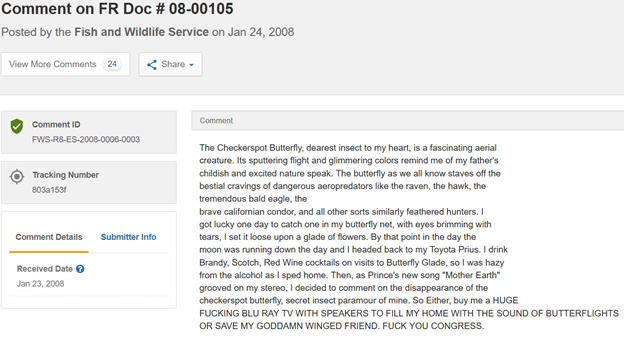 Comment on FR Doc # 08-00105
Posted by the Fish and Wildlife Service on Jan 24, 2008
View More Comments 24
Share
Comment ID
FWS-R8-ES-2008-0006-0003
Tracking Number
803a153f
Comment Details
Submitter Info
Received Date
Jan 23, 2008
Comment
The Checkerspot Butterfly, dearest insect to my heart, is a fascinating aerial
creature. Its sputtering flight and glimmering colors remind me of my father's
childish and excited nature speak. The butterfly as we all know staves off the
bestial cravings of dangerous aeropredators like the raven, the hawk, the
tremendous bald eagle, the
brave californian condor, and all other sorts similarly feathered hunters. I
got lucky one day to catch one in my butterfly net, with eyes brimming with
tears, I set it loose upon a glade of flowers. By that point in the day the
moon was running down the day and I headed back to my Toyota Prius. I drink
Brandy, Scotch, Red Wine cocktails on visits to Butterfly Glade, so I was hazy
from the alcohol as I sped home. Then, as Prince's new song "Mother Earth"
grooved on my stereo, I decided to comment on the disappearance of the
checkerspot butterfly, secret insect paramour of mine. So Either, buy me a HUGE
FUCKING BLU RAY TV WITH SPEAKERS TO FILL MY HOME WITH THE SOUND OF BUTTERFLIGHTS
OR SAVE MY GODDAMN WINGED FRIEND. FUCK YOU CONGRESS.